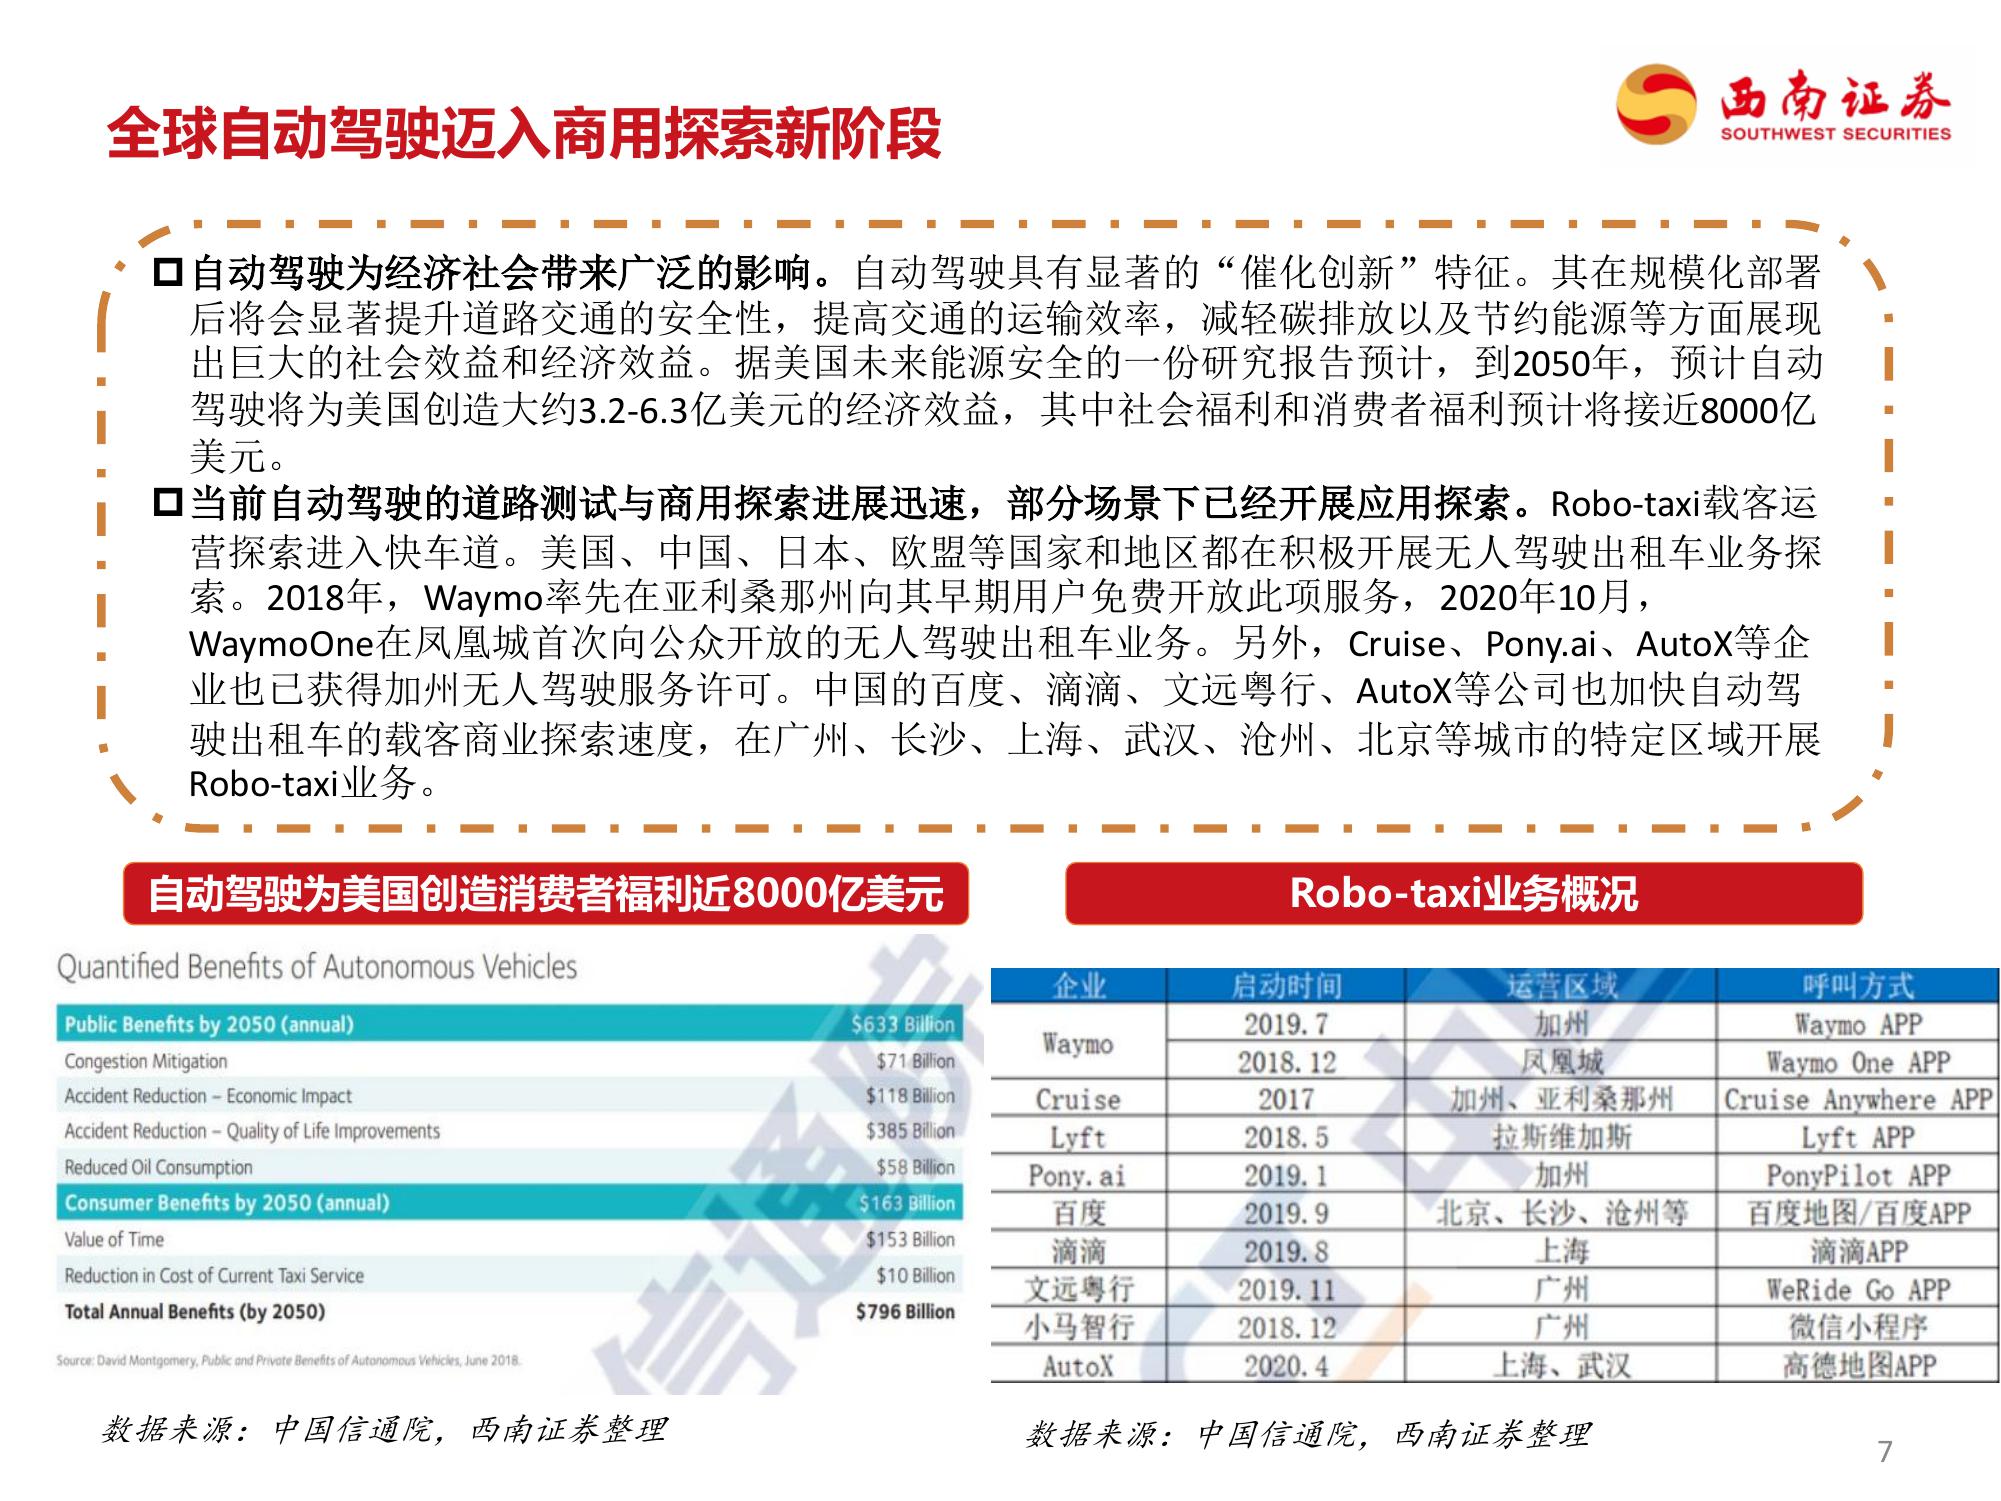 西南证券
SOUTHWEST SECURITIES
全球自动驾驶迈入商用探索新阶段
自动驾驶为经济社会带来广泛的影响。自动驾驶具有显著的“催化创新”特征。其在规模化部署
后将会显著提升道路交通的安全性，提高交通的运输效率，减轻碳排放以及节约能源等方面展现
出巨大的社会效益和经济效益。据美国未来能源安全的一份研究报告预计，到2050年，预计自动
驾驶将为美国创造大约3.2-6.3亿美元的经济效益，其中社会福利和消费者福利预计将接近8000亿
美元。
当前自动驾驶的道路测试与商用探索进展迅速，部分场景下已经开展应用探索。Robo-taxi载客运
营探索进入快车道。美国、中国、日本、欧盟等国家和地区都在积极开展无人驾驶出租车业务探
索。2018年，Waymo率先在亚利桑那州向其早期用户免费开放此项服务，2020年10月，
WaymoOne在凤凰城首次向公众开放的无人驾驶出租车业务。另外，Cruise、Pony.ai、AutoX等企
业也已获得加州无人驾驶服务许可。中国的百度、滴滴、文远粤行、AutoX等公司也加快自动驾
驶出租车的载客商业探索速度，在广州、长沙、上海、武汉、沧州、北京等城市的特定区域开展
Robo-taxi业务。
自动驾驶为美国创造消费者福利近8000亿美元
Quantified Benefits of Autonomous Vehicles
Public Benefits by 2050 (annual) $633 Billion
Congestion Mitigation $71 Billion
Accident Reduction – Economic Impact $118 Billion
Accident Reduction – Quality of Life Improvements $385 Billion
Reduced Oil Consumption $58 Billion
Consumer Benefits by 2050 (annual) $163 Billion
Value of Time $153 Billion
Reduction in Cost of Current Taxi Service $10 Billion
Total Annual Benefits (by 2050) $796 Billion
Source: David Montgomery, Public and Private Benefits of Autonomous Vehicles, June 2018.
信通院
数据来源：中国信通院，西南证券整理
Robo-taxi业务概况
企业 启动时间 运营区域 呼叫方式
Waymo 2019.7 加州 Waymo APP
2018.12 凤凰城 Waymo One APP
Cruise 2017 加州、亚利桑那州 Cruise Anywhere APP
Lyft 2018.5 拉斯维加斯 Lyft APP
Pony.ai 2019.1 加州 PonyPilot APP
百度 2019.9 北京、长沙、沧州等 百度地图/百度APP
滴滴 2019.8 上海 滴滴APP
文远粤行 2019.11 广州 WeRide Go APP
小马智行 2018.12 广州 微信小程序
AutoX 2020.4 上海、武汉 高德地图APP
数据来源：中国信通院，西南证券整理
7